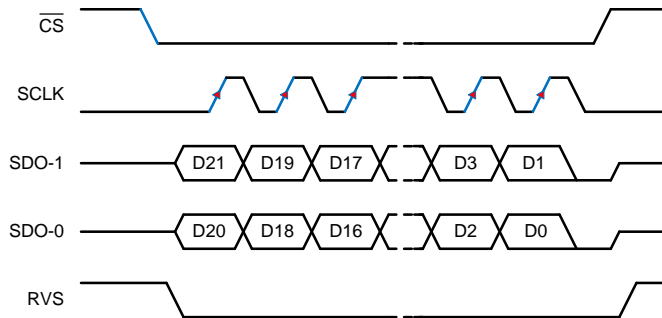 CS
SCLK
SDO-1 D21 D19 D17 D3 D1
SDO-0 D20 D18 D16 D2 D0
RVS